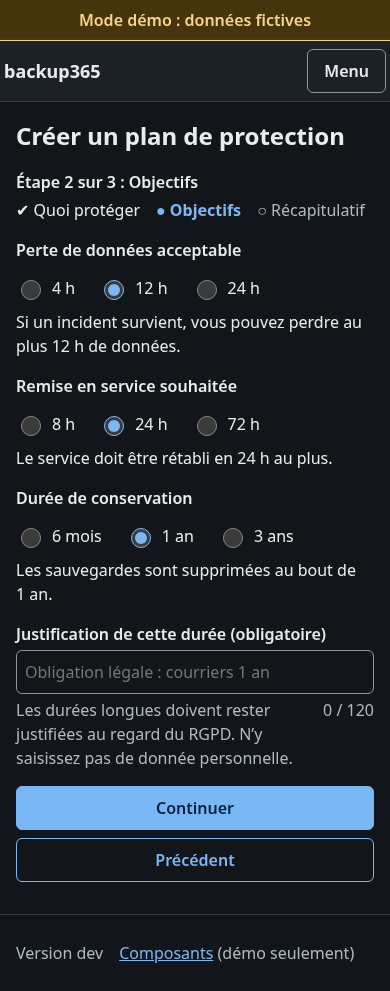 Mode démo : données fictives
backup365
Menu
Créer un plan de protection
Étape 2 sur 3 : Objectifs
✔ Quoi protéger ● Objectifs ○ Récapitulatif
Perte de données acceptable
4 h 12 h 24 h
Si un incident survient, vous pouvez perdre au
plus 12 h de données.
Remise en service souhaitée
8 h 24 h 72 h
Le service doit être rétabli en 24 h au plus.
Durée de conservation
6 mois 1 an 3 ans
Les sauvegardes sont supprimées au bout de
1 an.
Justification de cette durée (obligatoire)
Obligation légale : courriers 1 an
Les durées longues doivent rester 0 / 120
justifiées au regard du RGPD. N’y
saisissez pas de donnée personnelle.
Continuer
Précédent
Version dev Composants (démo seulement)